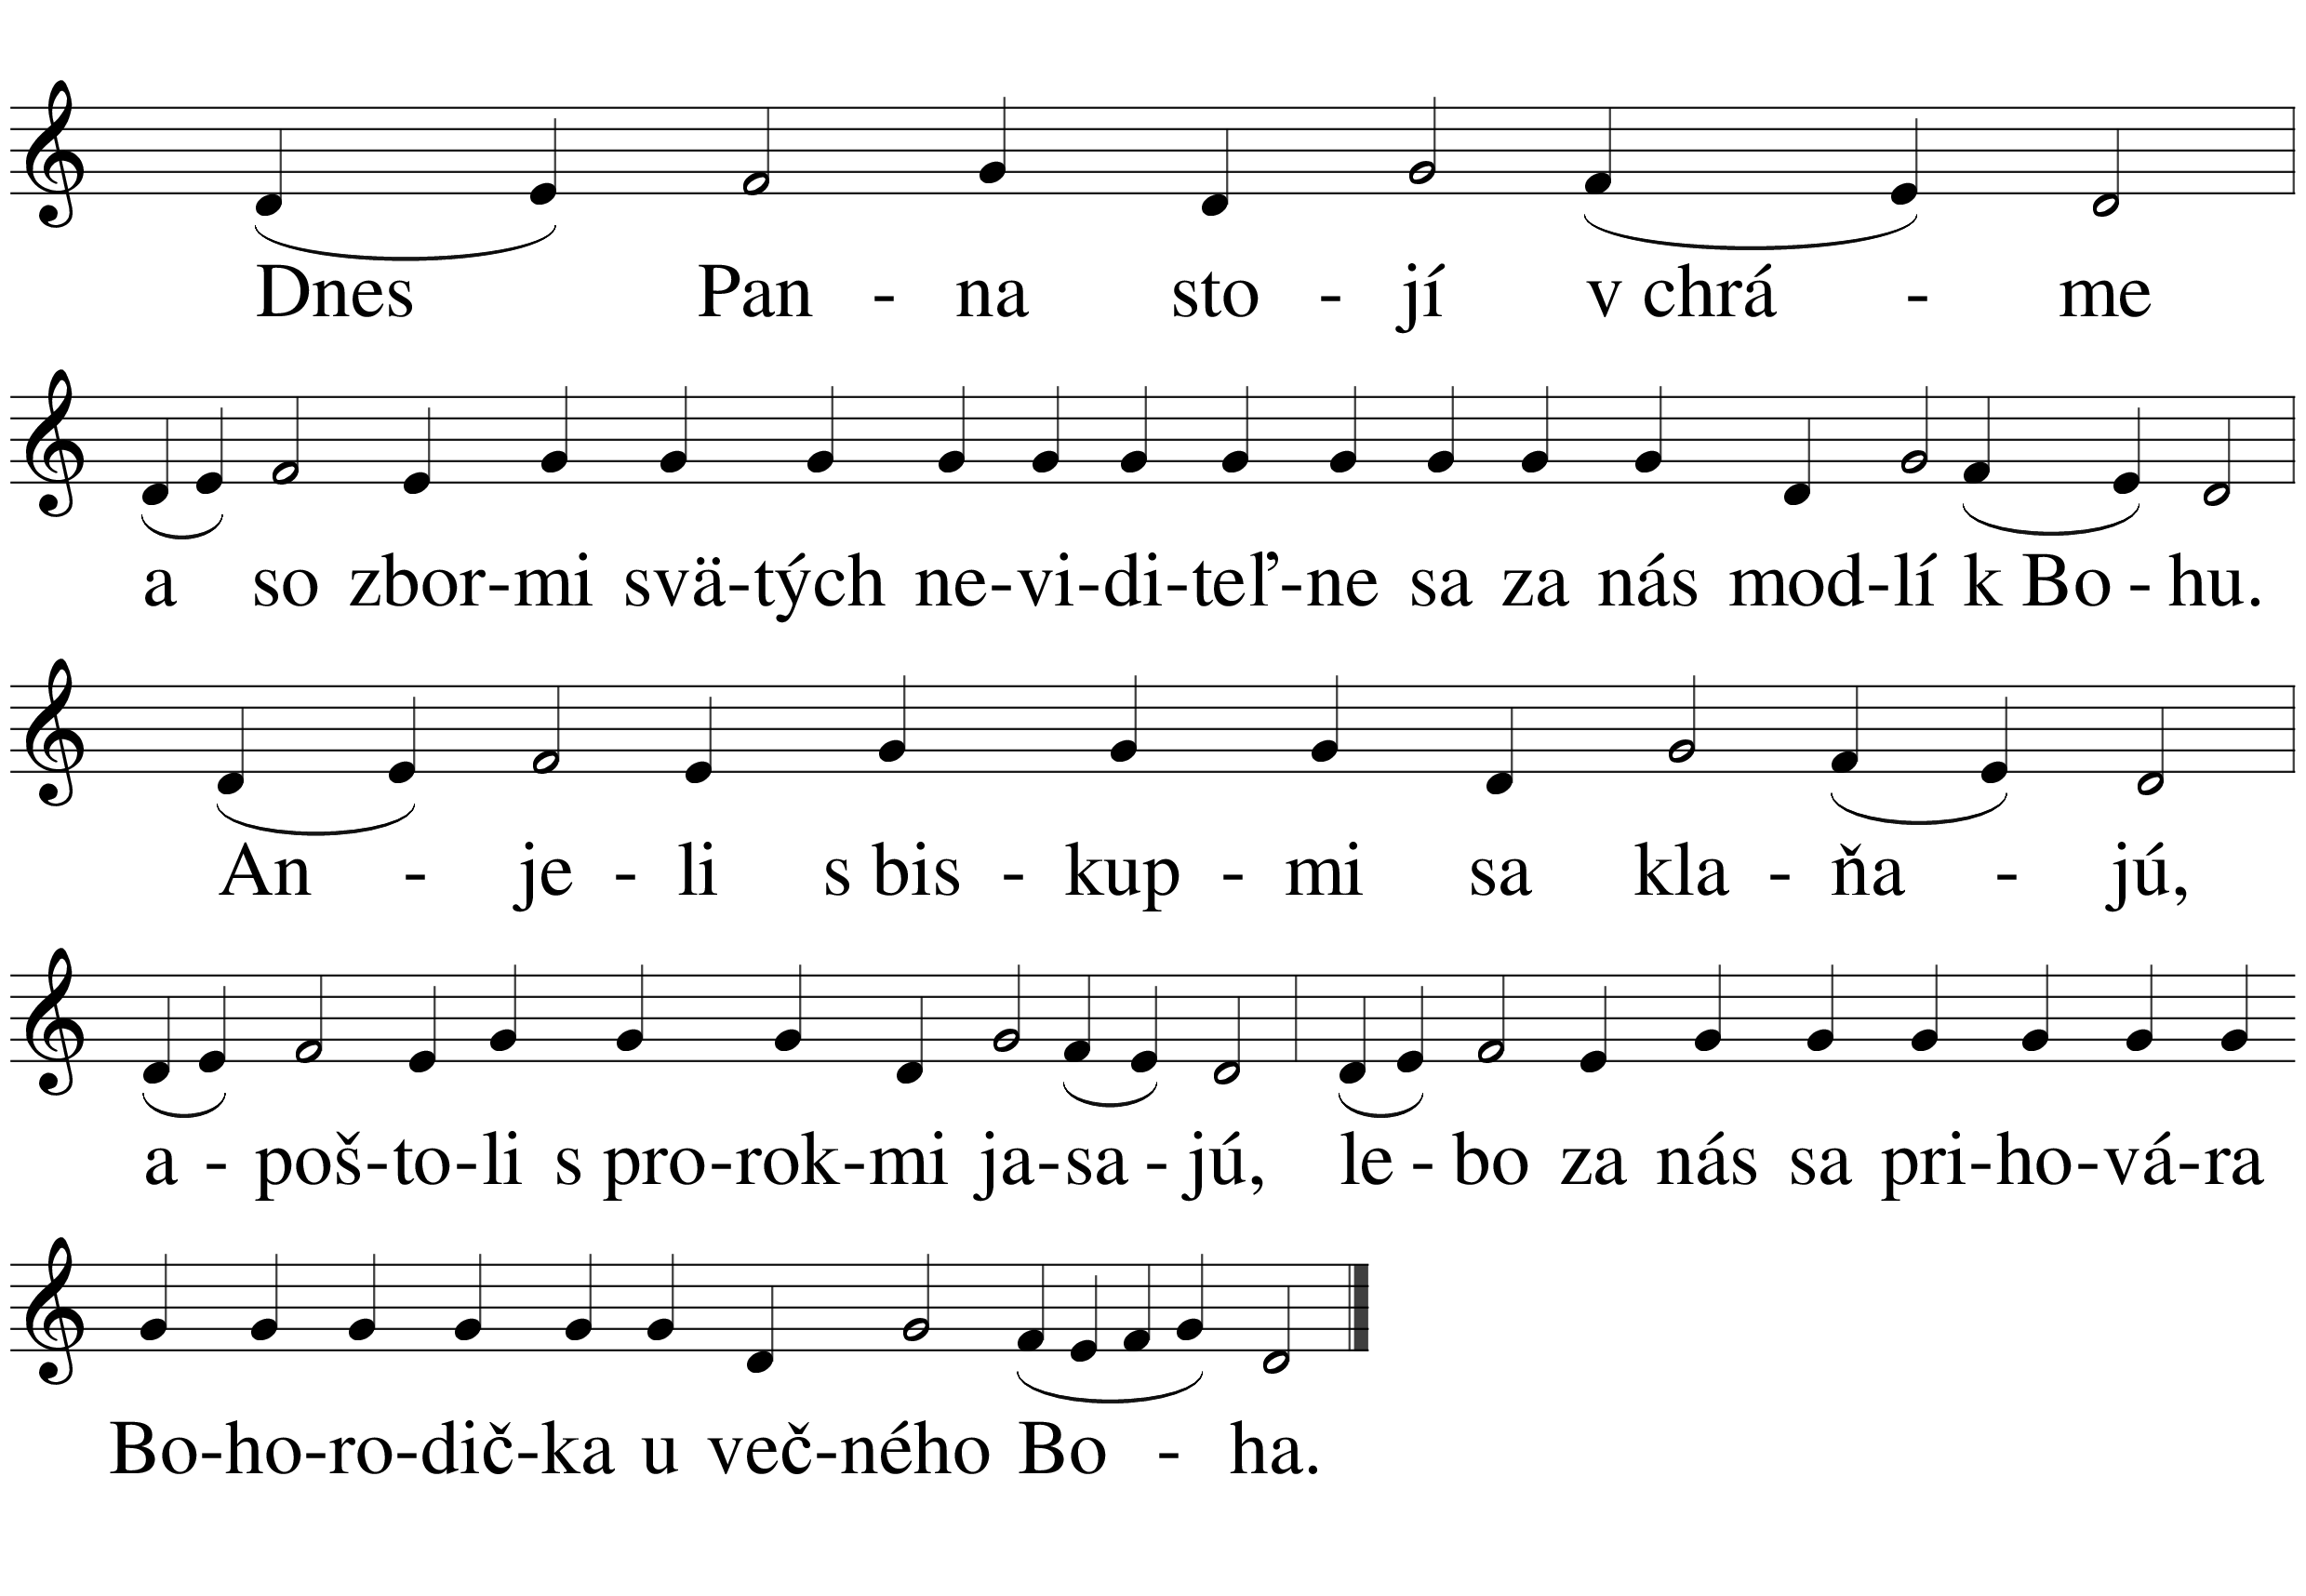 Dnes Pan - na sto - jí v chrá - me
a so zbor-mi svä-tých ne-vi-di-teľ-ne sa za nás mod-lí k Bo - hu.
An - je - li s bis - kup - mi sa kla - ňa - jú,
a - poš-to-li s pro-rok-mi ja-sa - jú, le - bo za nás sa pri-ho-vá-ra
Bo-ho-ro-dič-ka u več-ného Bo - ha.